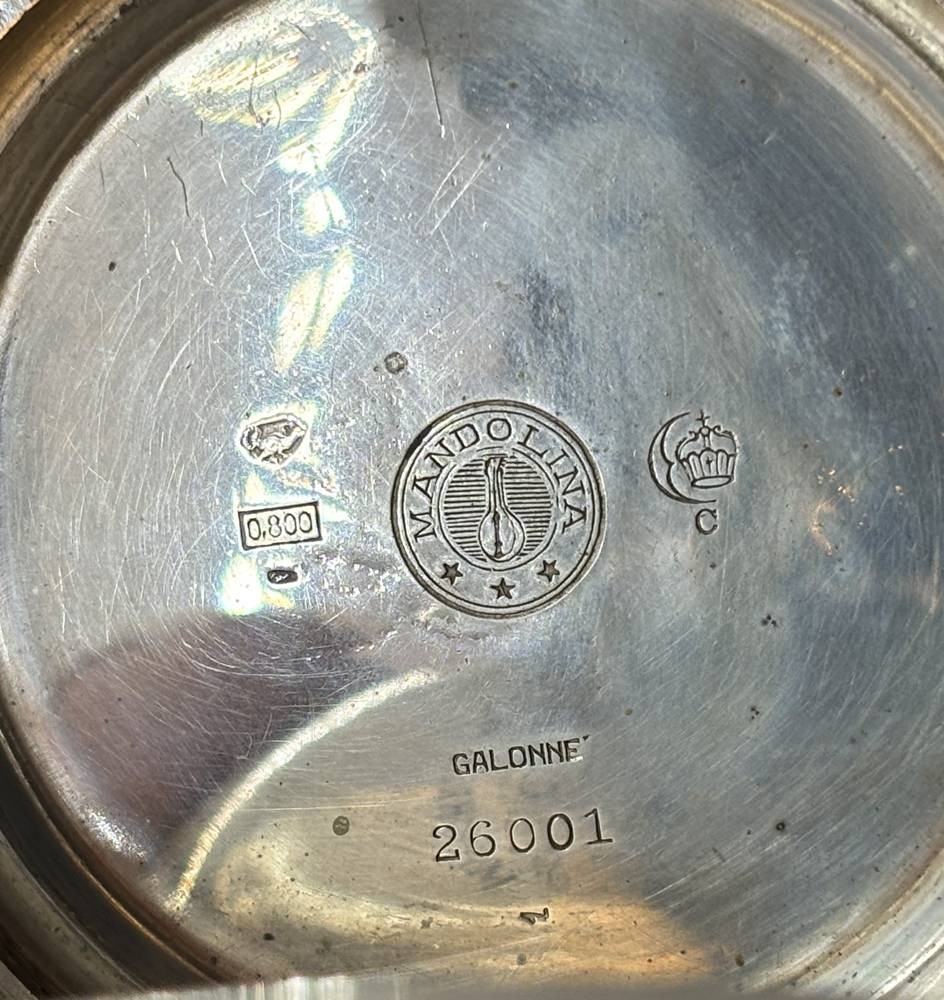 MANDOLINA
0,800
C
GALONNE´
26001